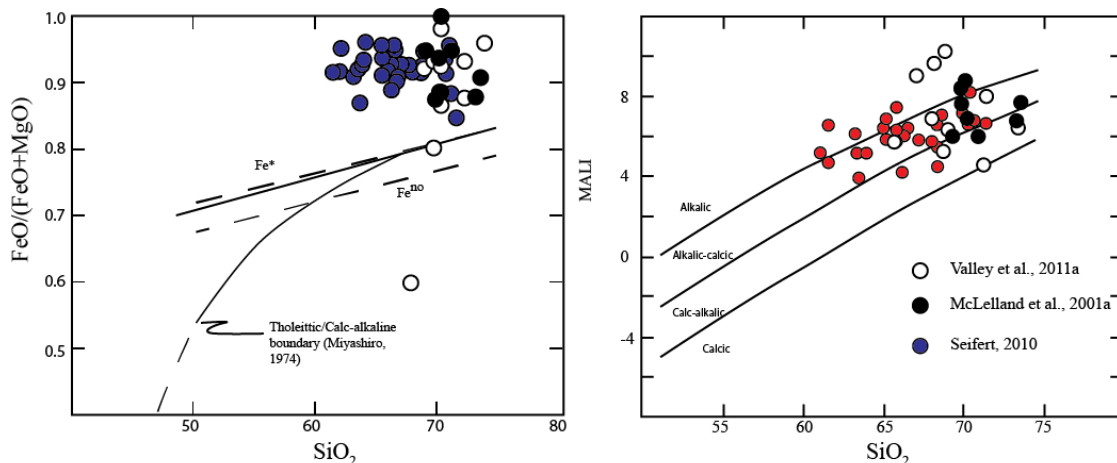 1.0
0.9
0.8
0.7
0.6
0.5
FeO/(FeO+MgO)
Fe*
Fe^no
Tholeittic/Calc-alkaline
boundary (Miyashiro,
1974)
50
60
70
80
SiO₂
8
4
0
-4
MALI
Alkalic
Alkalic-calcic
Calc-alkalic
Calcic
Valley et al., 2011a
McLelland et al., 2001a
Seifert, 2010
55
60
65
70
75
SiO₂